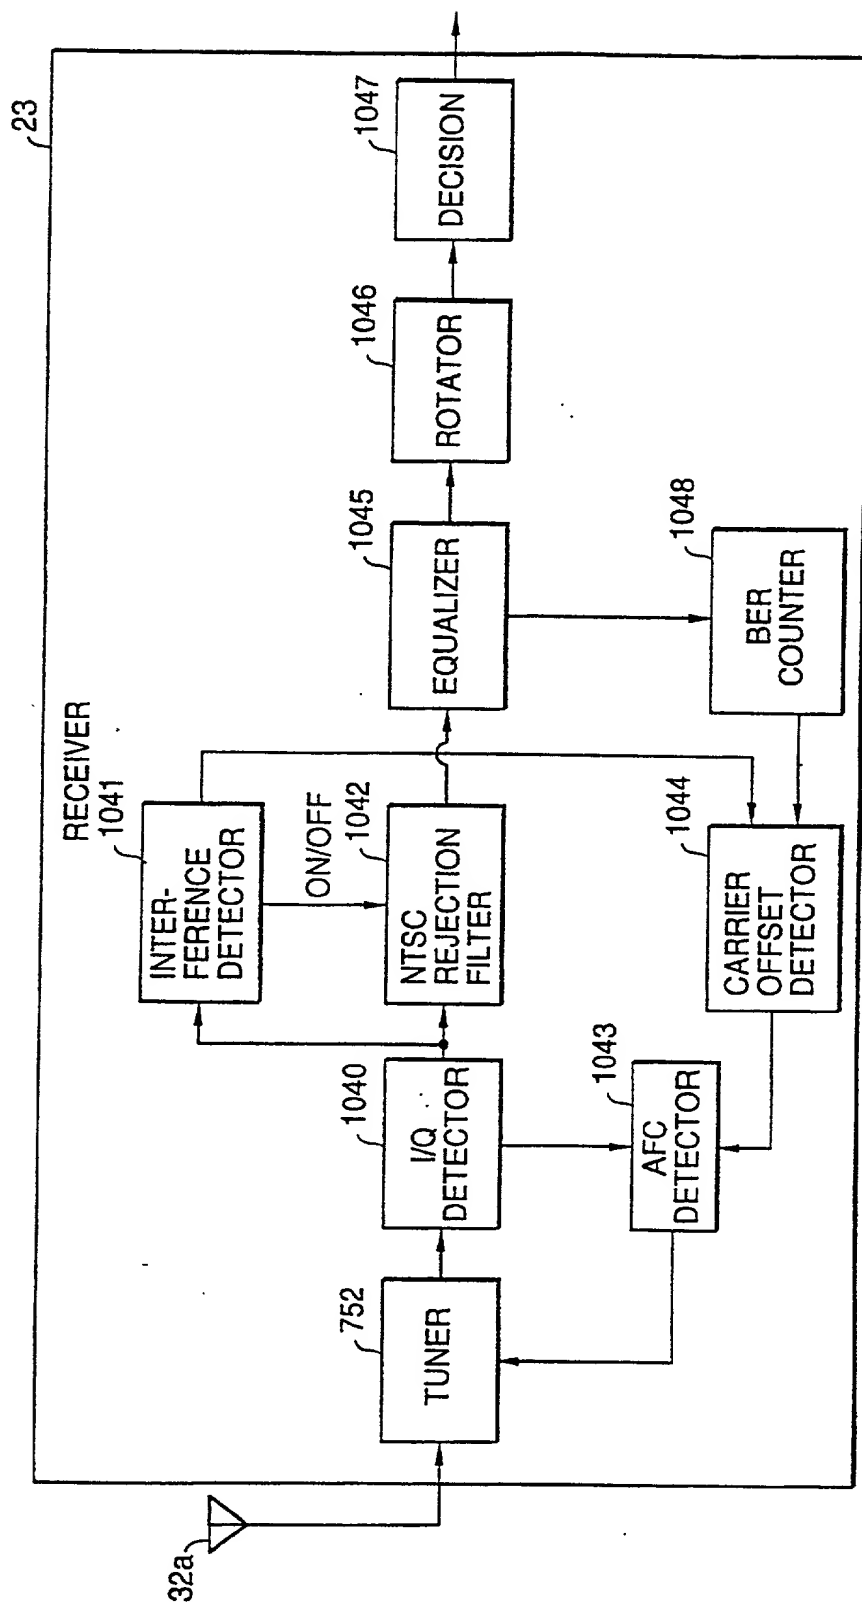 23
RECEIVER
1041
INTER-
FERENCE
DETECTOR
ON/OFF
1042
NTSC
REJECTION
FILTER
32a
752
TUNER
1040
I/Q
DETECTOR
1045
EQUALIZER
1046
ROTATOR
1047
DECISION
1043
AFC
DETECTOR
1044
CARRIER
OFFSET
DETECTOR
1048
BER
COUNTER